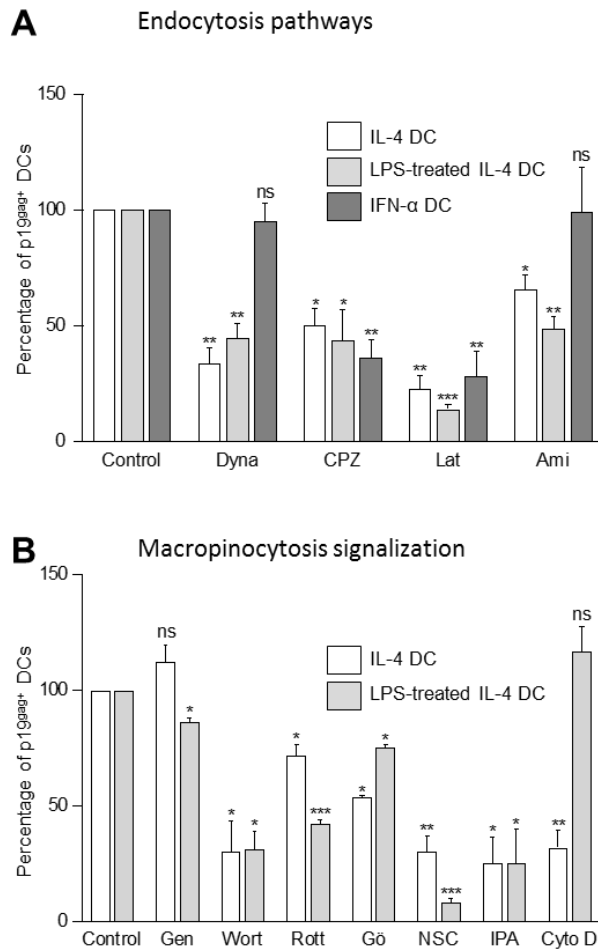 A Endocytosis pathways
Percentage of p19gag+ DCs
150
100
50
0
IL-4 DC
LPS-treated IL-4 DC
IFN-α DC
** ** ns
* * **
** *** **
* ** ns
Control Dyna CPZ Lat Ami
B Macropinocytosis signalization
Percentage of p19gag+ DCs
150
100
50
0
IL-4 DC
LPS-treated IL-4 DC
ns *
* *
* ***
* *
** ***
* *
** ns
Control Gen Wort Rott Gö NSC IPA Cyto D